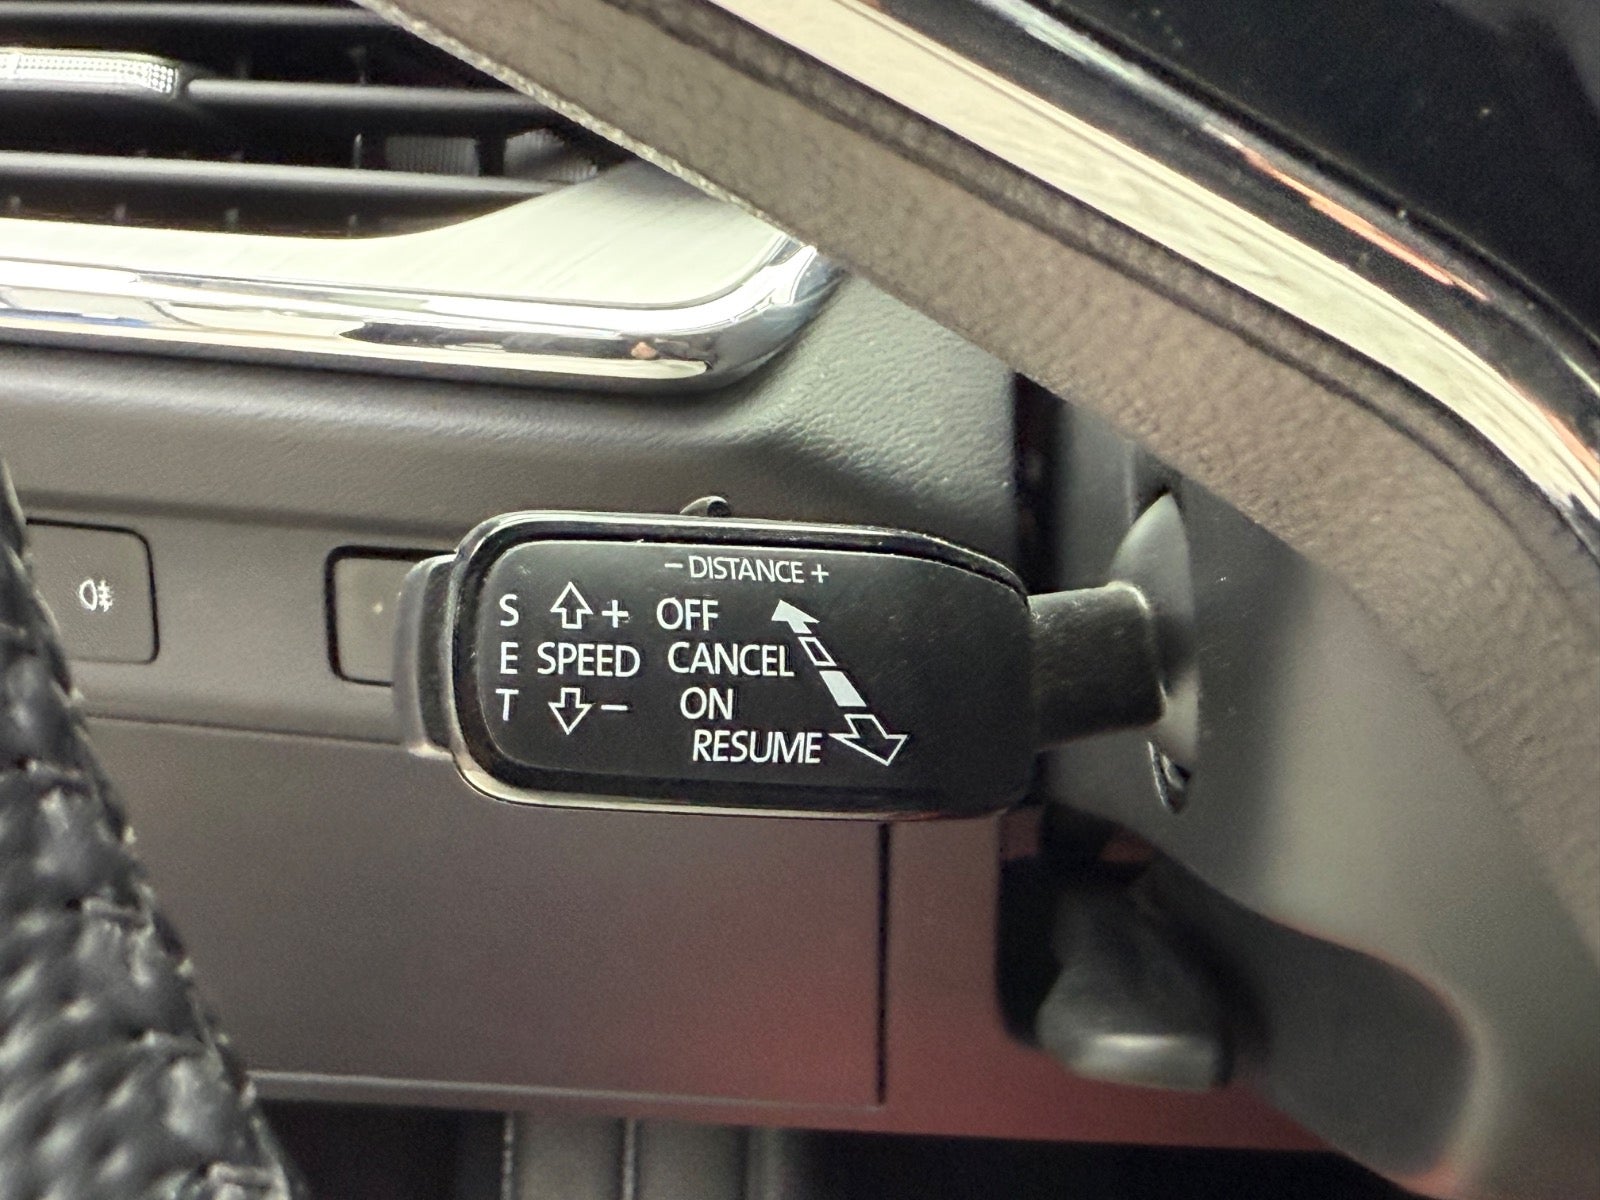 − DISTANCE +
S + OFF
E SPEED CANCEL
T − ON
RESUME